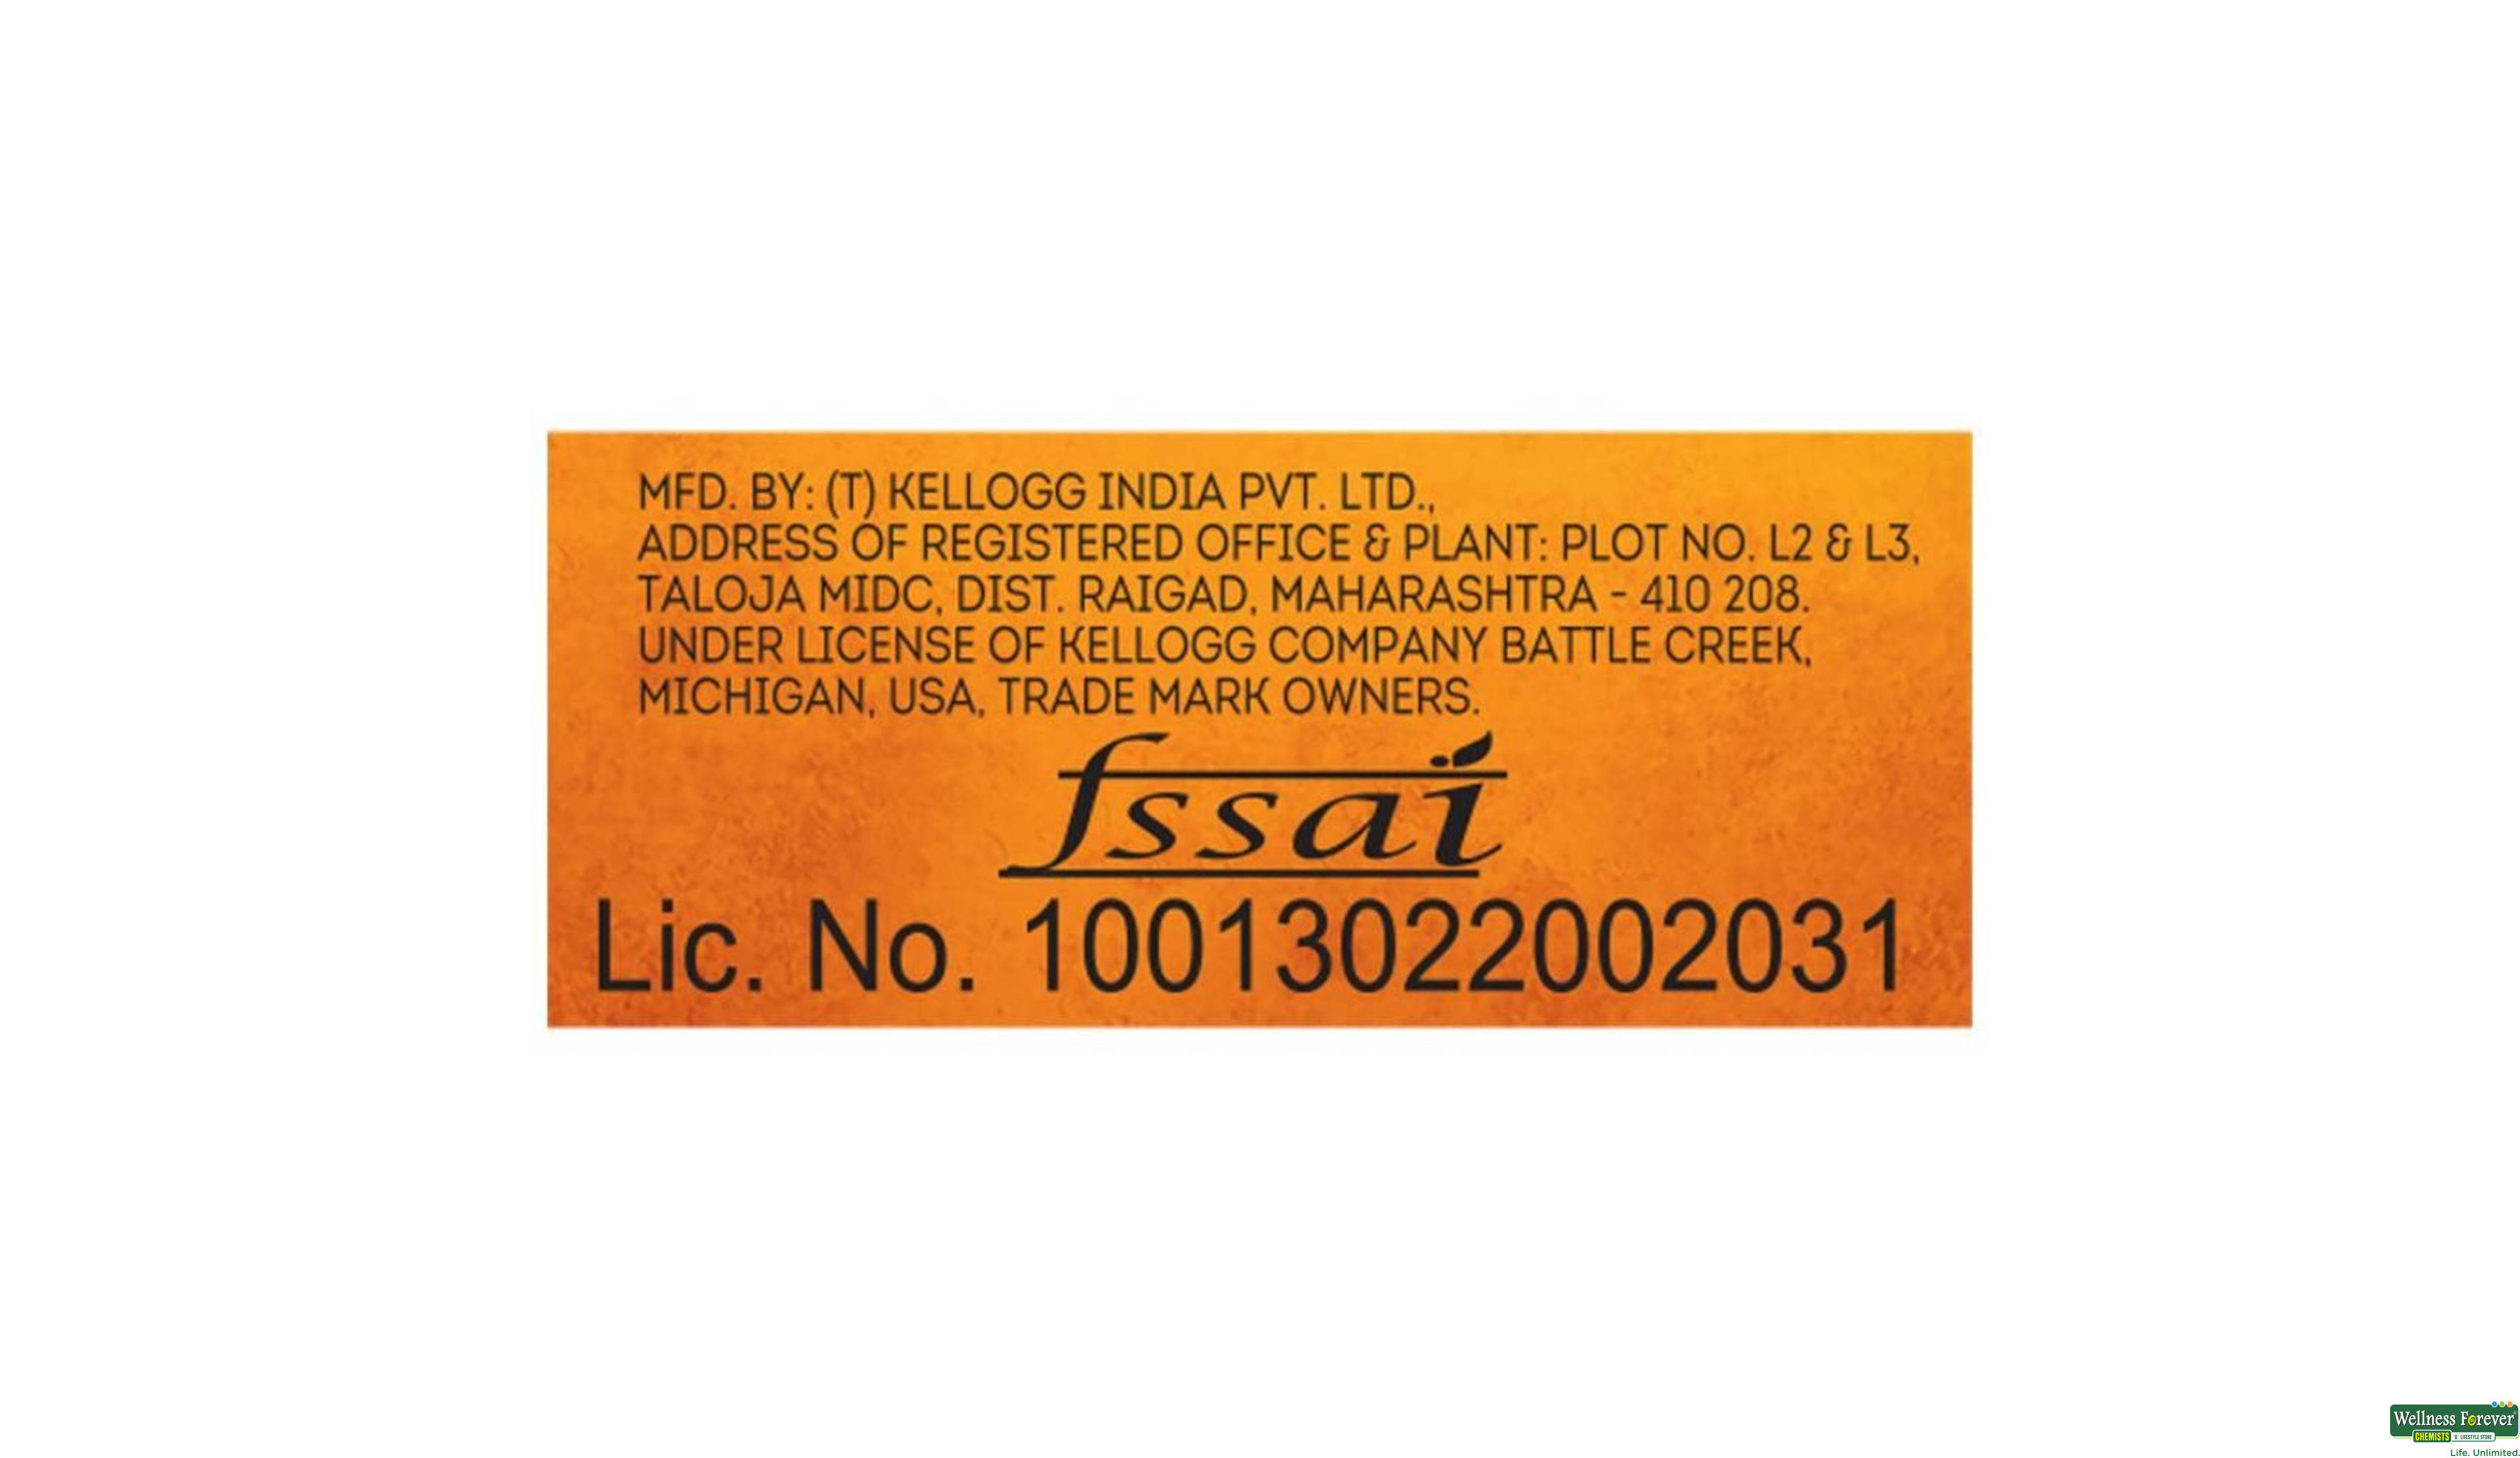 MFD. BY: (T) KELLOGG INDIA PVT. LTD.,
ADDRESS OF REGISTERED OFFICE & PLANT: PLOT NO. L2 & L3,
TALOJA MIDC, DIST. RAIGAD, MAHARASHTRA - 410 208.
UNDER LICENSE OF KELLOGG COMPANY BATTLE CREEK,
MICHIGAN, USA, TRADE MARK OWNERS.
fssai
Lic. No. 10013022002031
Wellness Forever
CHEMISTS 'n' LIFESTYLE STORE
Life. Unlimited.